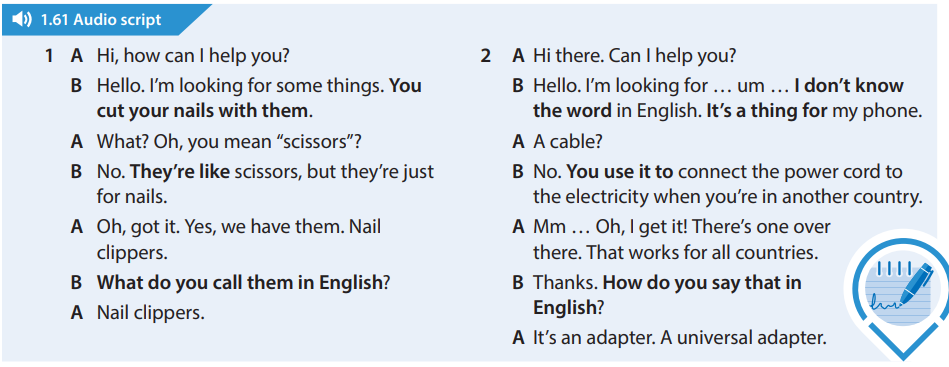 1.61 Audio script
1 A Hi, how can I help you?
B Hello. I'm looking for some things. You
cut your nails with them.
A What? Oh, you mean “scissors”?
B No. They're like scissors, but they're just
for nails.
A Oh, got it. Yes, we have them. Nail
clippers.
B What do you call them in English?
A Nail clippers.
2 A Hi there. Can I help you?
B Hello. I'm looking for … um … I don't know
the word in English. It's a thing for my phone.
A A cable?
B No. You use it to connect the power cord to
the electricity when you're in another country.
A Mm … Oh, I get it! There's one over
there. That works for all countries.
B Thanks. How do you say that in
English?
A It's an adapter. A universal adapter.